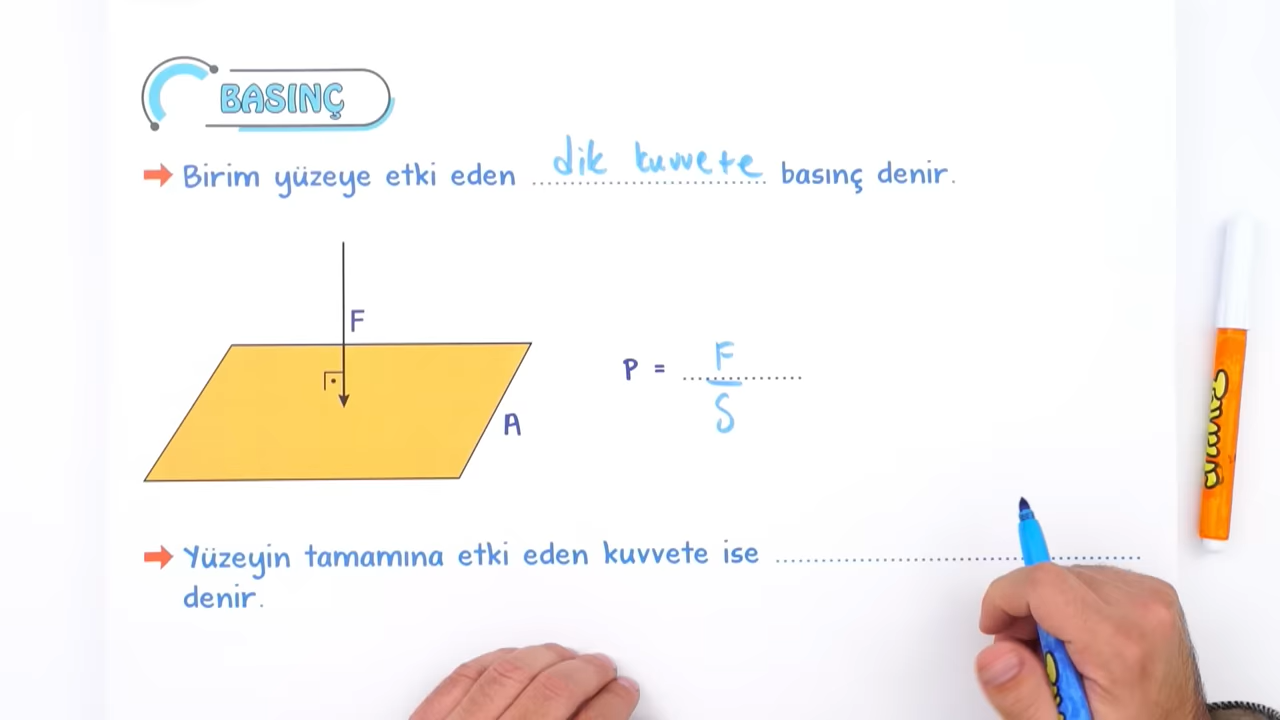 BASINÇ
Birim yüzeye etki eden dik kuvvete basınç denir.
F
A
P = F
S
Yüzeyin tamamına etki eden kuvvete ise ........................................
denir.